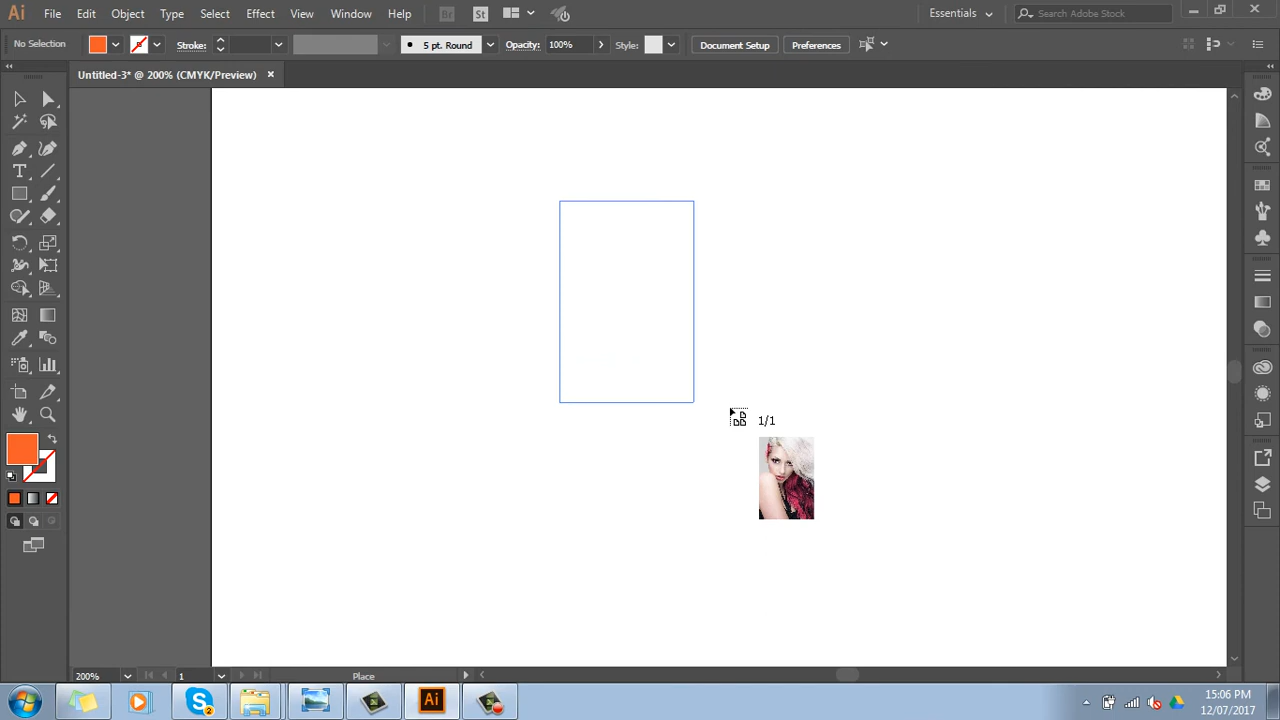 Ai File Edit Object Type Select Effect View Window Help Br St Essentials Search Adobe Stock
No Selection Stroke: 5 pt. Round Opacity: 100% Style: Document Setup Preferences
Untitled-3* @ 200% (CMYK/Preview)
T
1/1
200% 1 Place
S 2 Ai 15:06 PM
12/07/2017